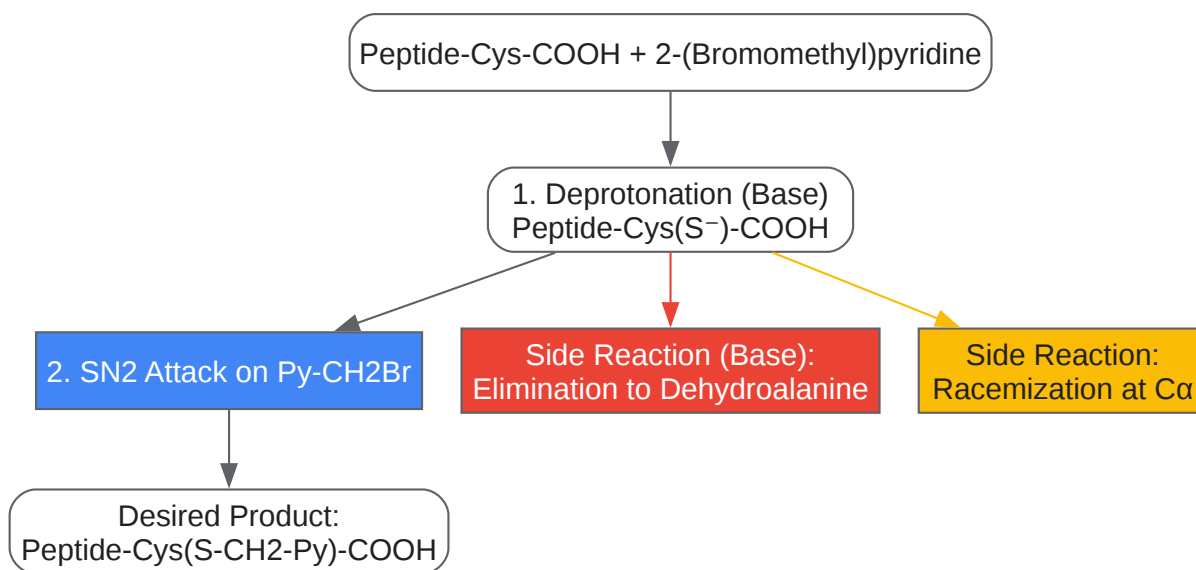 Peptide-Cys-COOH + 2-(Bromomethyl)pyridine
1. Deprotonation (Base)
Peptide-Cys(S⁻)-COOH
2. SN2 Attack on Py-CH2Br
Side Reaction (Base):
Elimination to Dehydroalanine
Side Reaction:
Racemization at Cα
Desired Product:
Peptide-Cys(S-CH2-Py)-COOH